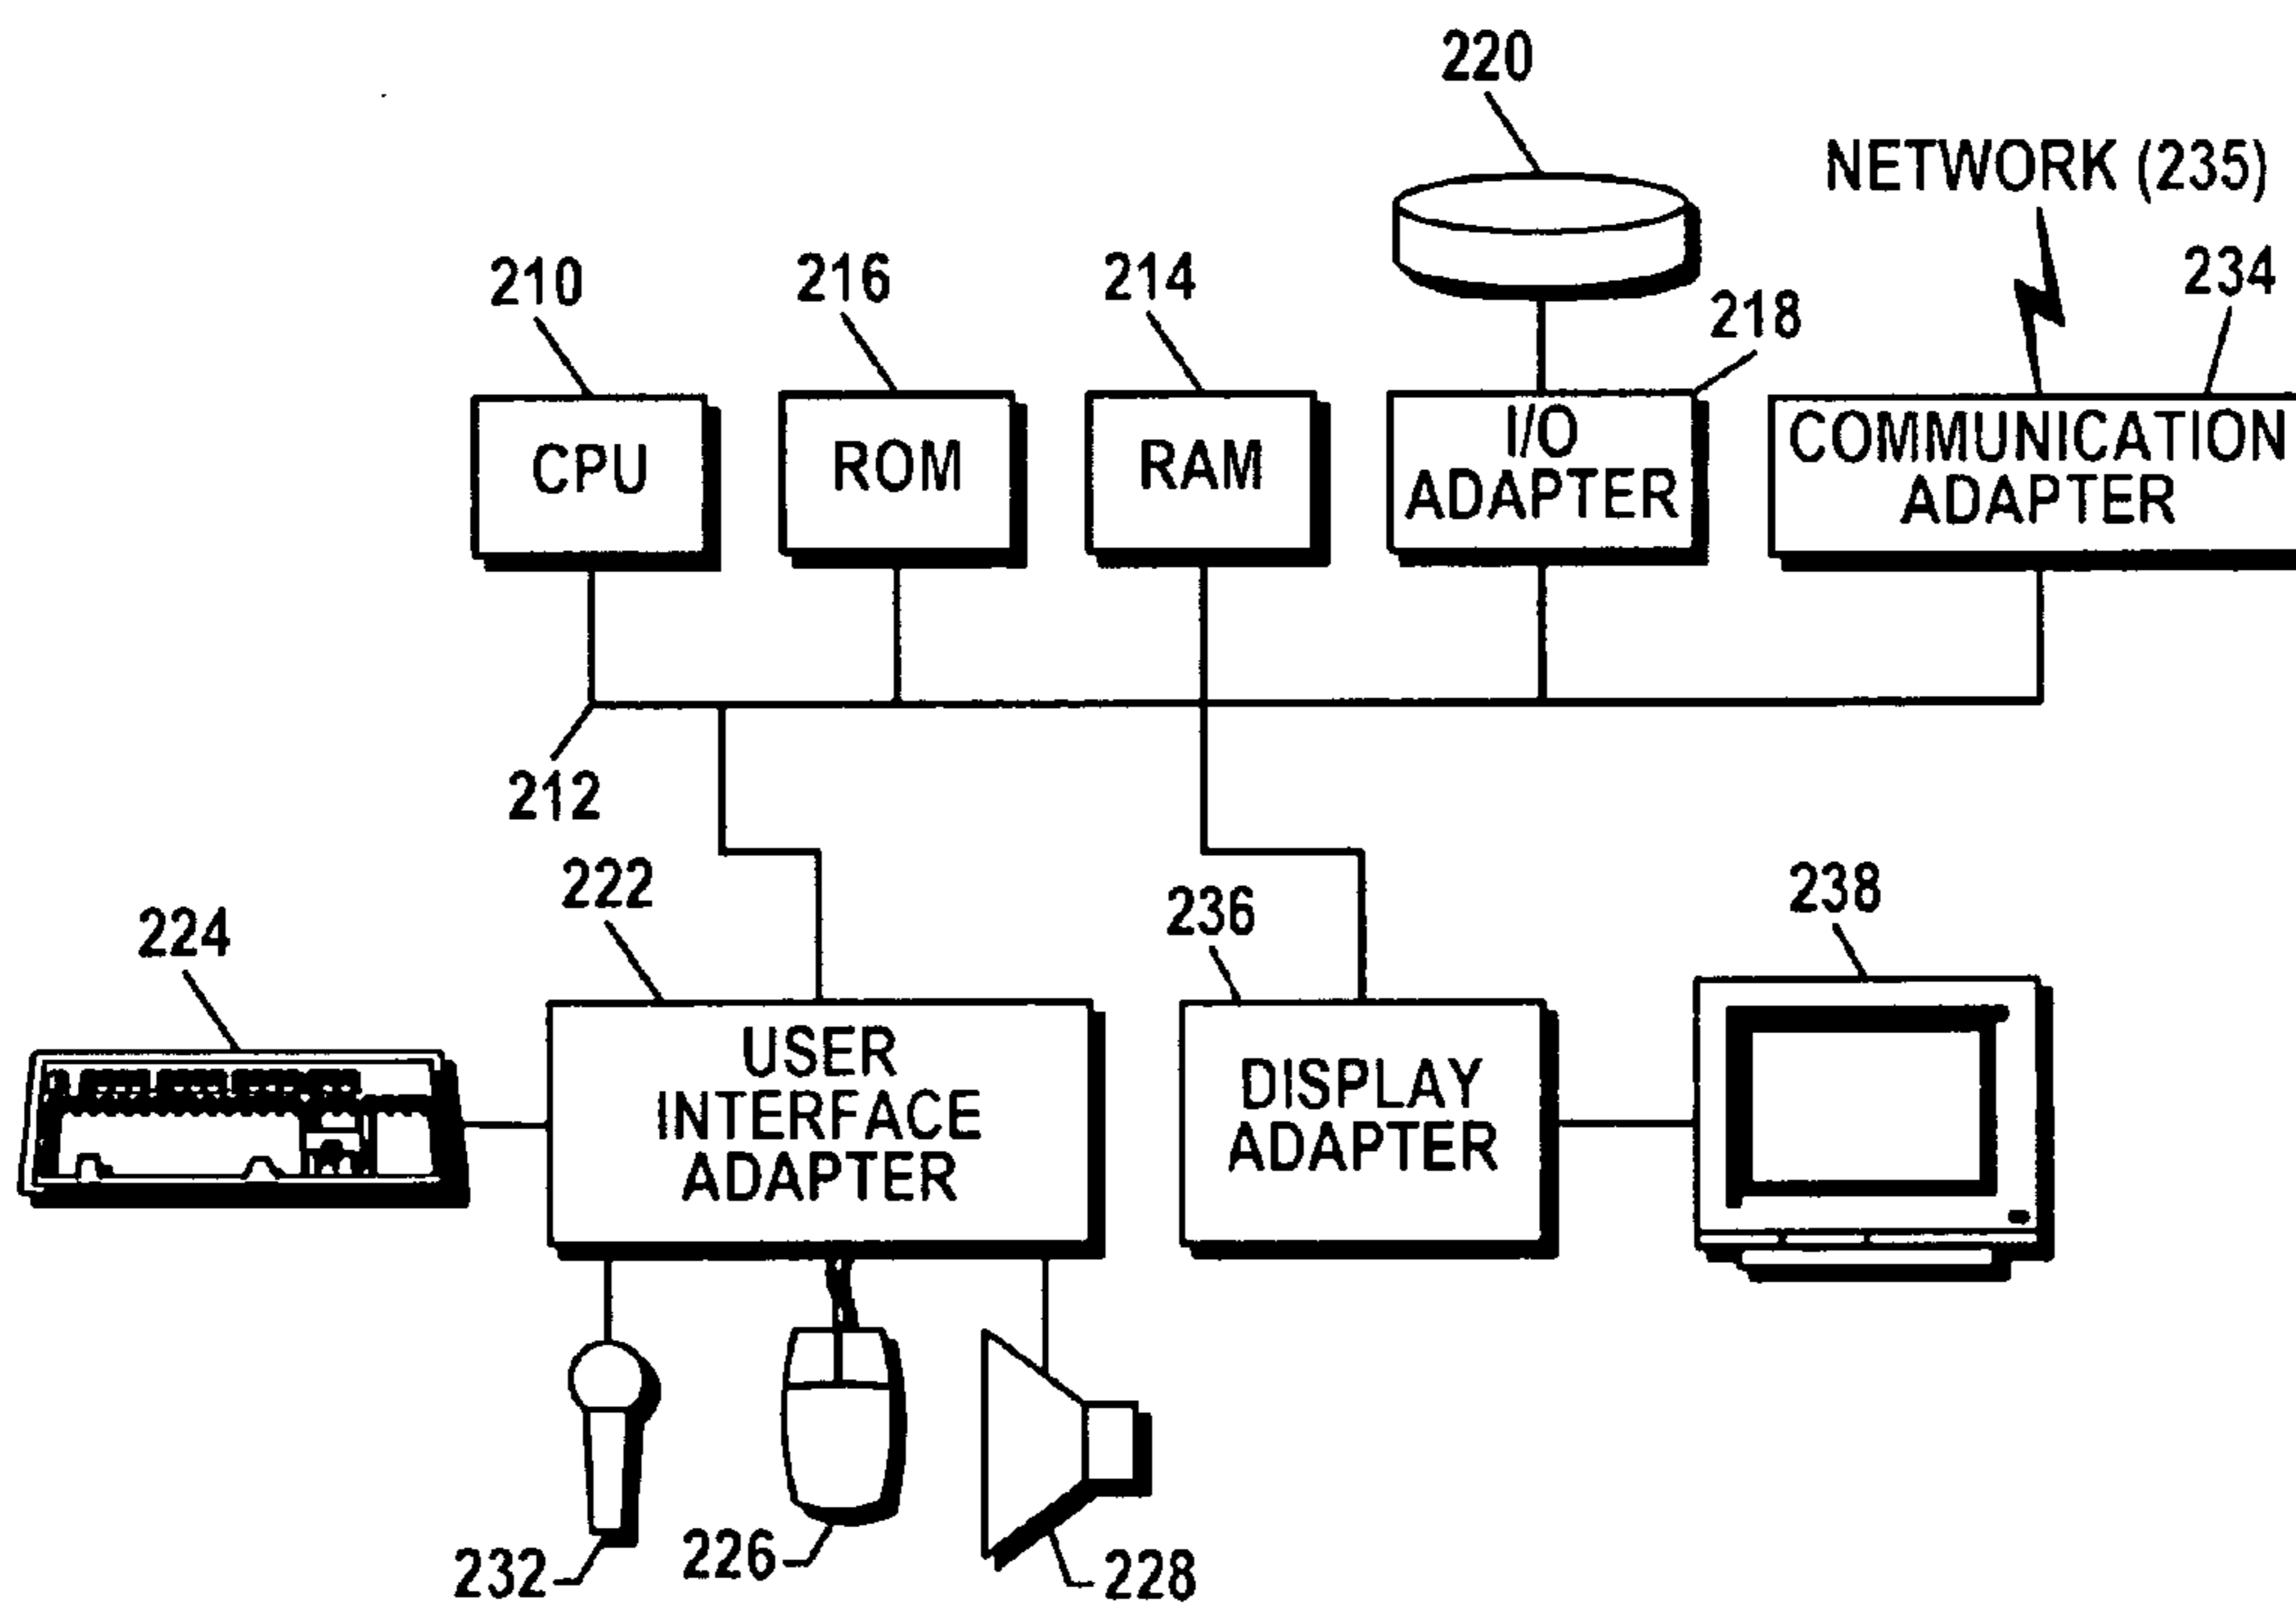 220
NETWORK (235)
210
216
214
218
234
CPU
ROM
RAM
I/O
ADAPTER
COMMUNICATION
ADAPTER
212
222
224
236
238
USER
INTERFACE
ADAPTER
DISPLAY
ADAPTER
232
226
228